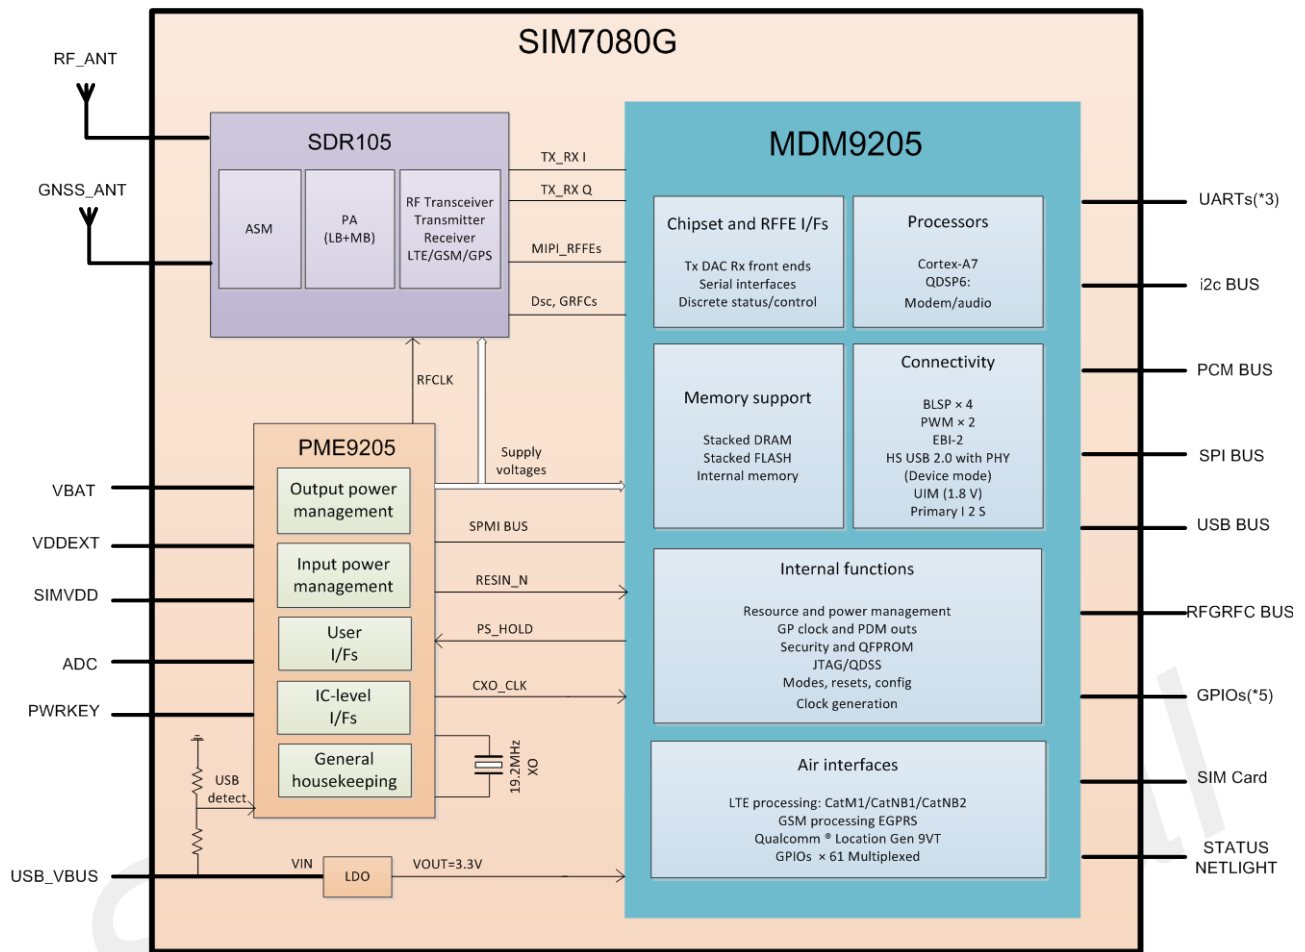 SIM7080G
RF_ANT
GNSS_ANT
SDR105
ASM
PA
(LB+MB)
RF Transceiver
Transmitter
Receiver
LTE/GSM/GPS
TX_RX I
TX_RX Q
MIPI_RFFEs
Dsc, GRFCs
RFCLK
Supply
voltages
MDM9205
Chipset and RFFE I/Fs
Tx DAC Rx front ends
Serial interfaces
Discrete status/control
Processors
Cortex-A7
QDSP6:
Modem/audio
Memory support
Stacked DRAM
Stacked FLASH
Internal memory
Connectivity
BLSP × 4
PWM × 2
EBI-2
HS USB 2.0 with PHY
(Device mode)
UIM (1.8 V)
Primary I 2 S
Internal functions
Resource and power management
GP clock and PDM outs
Security and QFPROM
JTAG/QDSS
Modes, resets, config
Clock generation
Air interfaces
LTE processing: CatM1/CatNB1/CatNB2
GSM processing EGPRS
Qualcomm ® Location Gen 9VT
GPIOs × 61 Multiplexed
PME9205
Output power
management
Input power
management
User
I/Fs
IC-level
I/Fs
General
housekeeping
SPMI BUS
RESIN_N
PS_HOLD
CXO_CLK
19.2MHz
XO
VBAT
VDDEXT
SIMVDD
ADC
PWRKEY
USB
detect
USB_VBUS
VIN
LDO
VOUT=3.3V
UARTs(*3)
i2c BUS
PCM BUS
SPI BUS
USB BUS
RFGRFC BUS
GPIOs(*5)
SIM Card
STATUS
NETLIGHT